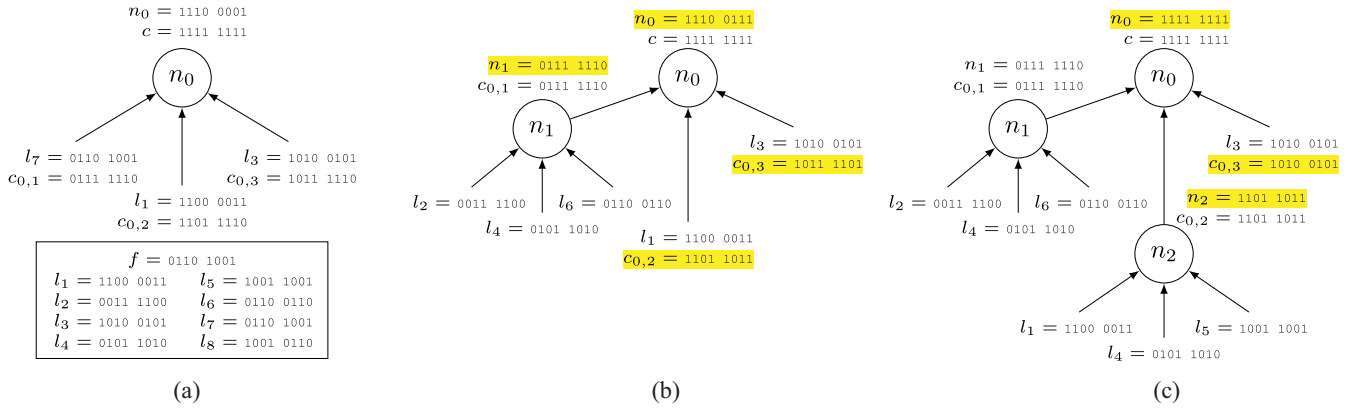 n0 = 1110 0001
c = 1111 1111
n0
l7 = 0110 1001
c0,1 = 0111 1110
l3 = 1010 0101
c0,3 = 1011 1110
l1 = 1100 0011
c0,2 = 1101 1110
f = 0110 1001
l1 = 1100 0011 l5 = 1001 1001
l2 = 0011 1100 l6 = 0110 0110
l3 = 1010 0101 l7 = 0110 1001
l4 = 0101 1010 l8 = 1001 0110
(a)
n0 = 1110 0111
c = 1111 1111
n1 = 0111 1110
c0,1 = 0111 1110
n0
n1
l3 = 1010 0101
c0,3 = 1011 1101
l2 = 0011 1100
l6 = 0110 0110
l4 = 0101 1010
l1 = 1100 0011
c0,2 = 1101 1011
(b)
n0 = 1111 1111
c = 1111 1111
n1 = 0111 1110
c0,1 = 0111 1110
n0
n1
l3 = 1010 0101
c0,3 = 1010 0101
l2 = 0011 1100
l6 = 0110 0110
l4 = 0101 1010
n2 = 1101 1011
c0,2 = 1101 1011
n2
l1 = 1100 0011
l5 = 1001 1001
l4 = 0101 1010
(c)